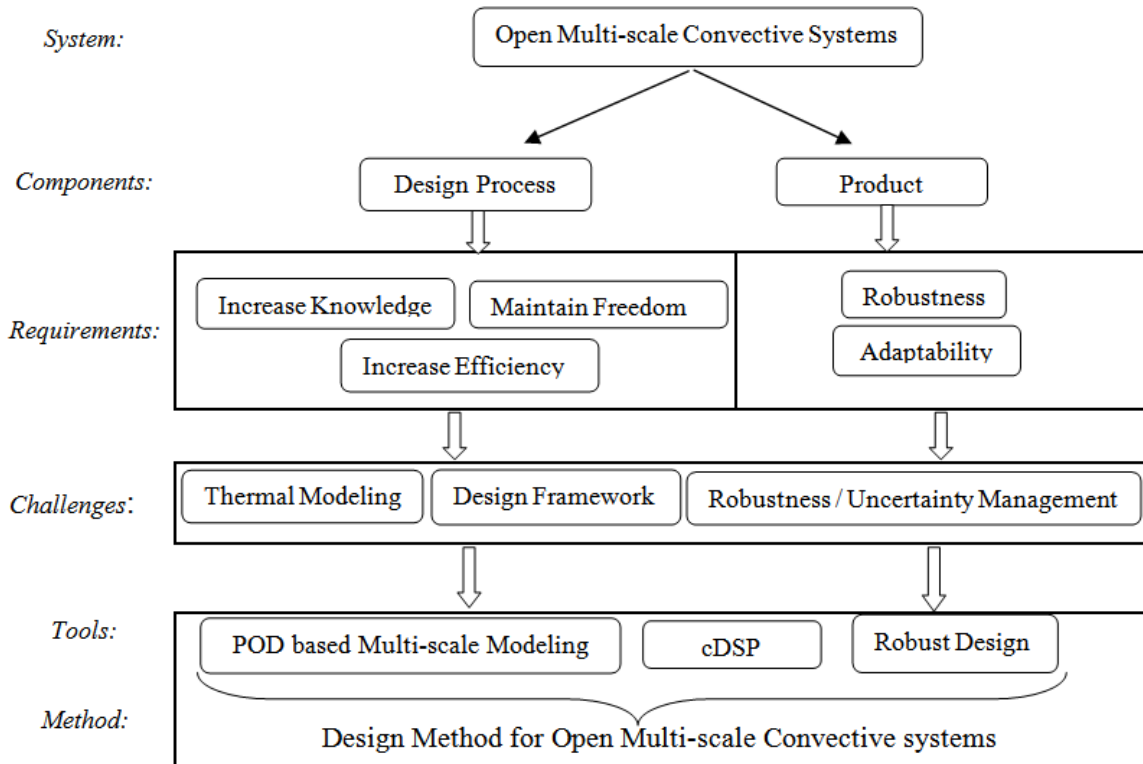 System:
Open Multi-scale Convective Systems
Components:
Design Process
Product
Requirements:
Increase Knowledge
Maintain Freedom
Increase Efficiency
Robustness
Adaptability
Challenges:
Thermal Modeling
Design Framework
Robustness / Uncertainty Management
Tools:
POD based Multi-scale Modeling
cDSP
Robust Design
Method:
Design Method for Open Multi-scale Convective systems